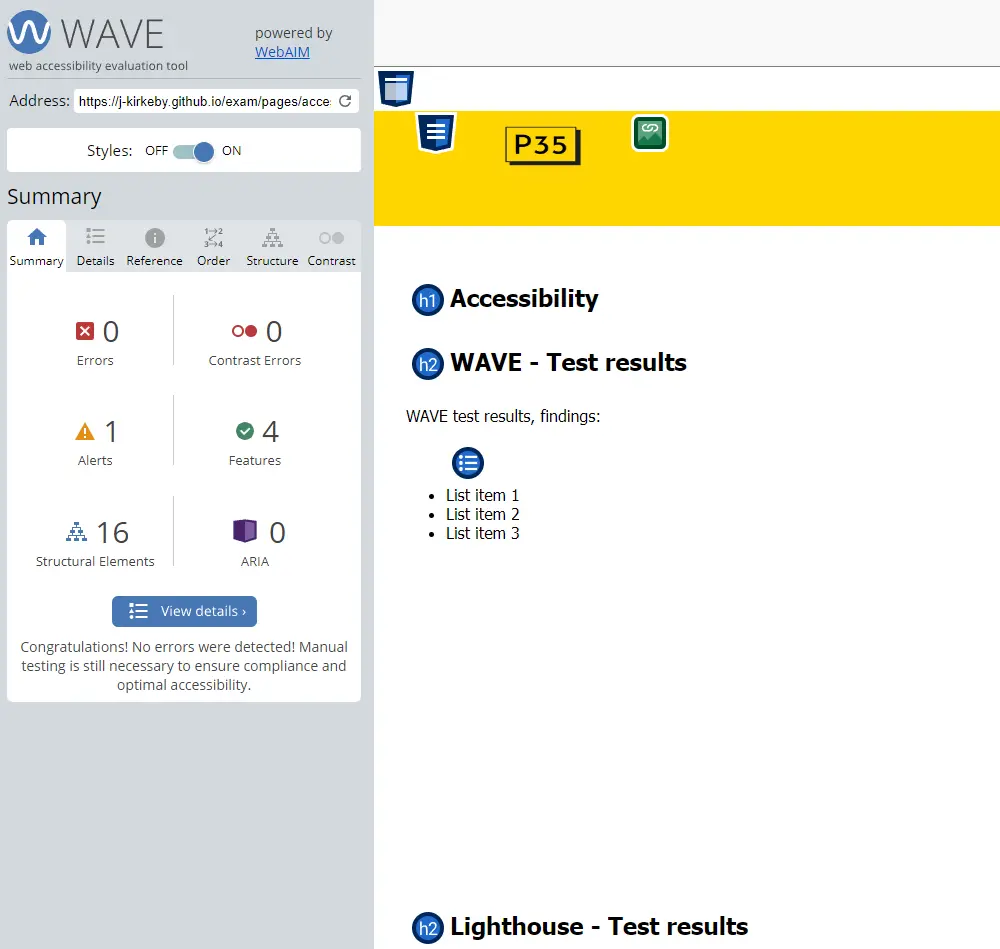 WAVE
powered by
WebAIM
web accessibility evaluation tool
Address: https://j-kirkeby.github.io/exam/pages/acce
Styles: OFF ON
Summary
Summary Details Reference Order Structure Contrast
0 0
Errors Contrast Errors
1 4
Alerts Features
16 0
Structural Elements ARIA
View details ›
Congratulations! No errors were detected! Manual
testing is still necessary to ensure compliance and
optimal accessibility.
P35
h1 Accessibility
h2 WAVE - Test results
WAVE test results, findings:
• List item 1
• List item 2
• List item 3
h2 Lighthouse - Test results